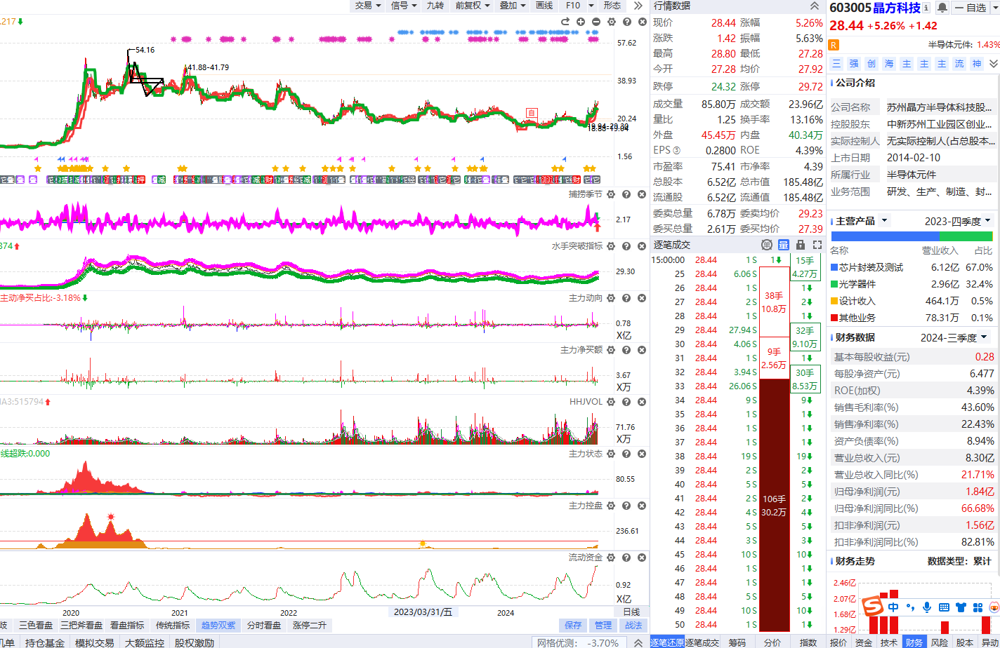 交易 信号 九转 前复权 叠加 画线 F10 形态
.217
57.62
54.16
41.88-41.79
38.93
20.24
1.56
捕捞季节
2.17
374
水手突破指标
29.30
主动净买占比:-3.18%
主力动向
0.78
X亿
主力净买额
3.67
X万
MA3:515794
HHJVOL
71.76
X万
线超跌:0.000
主力状态
80.55
主力控盘
236.61
流动资金
0.92
X亿
2020 2021 2022 2023/03/31/五 2024 日线
三色看盘 三把斧看盘 看盘指标 传统指标 趋势双紫 分时看盘 涨停二升 保存 管理 战法
持仓基金 模拟交易 大额监控 股权激励 网格优测: -3.70%
行情数据
现价 28.44 涨幅 5.26%
涨跌 1.42 振幅 5.63%
最高 28.80 最低 27.28
今开 27.28 均价 27.92
跌停 24.32 涨停 29.72
成交量 85.80万 成交额 23.96亿
量比 1.25 换手率 13.16%
外盘 45.45万 内盘 40.34万
EPS③ 0.2800 ROE 4.39%
市盈率 75.41 市净率 4.39
总股本 6.52亿 总市值 185.48亿
流通股 6.52亿 流通值 185.48亿
委卖总量 6.78万 委卖均价 29.23
委买总量 2.61万 委买均价 27.39
逐笔成交 单 量
15:00:00 28.44 1 S 1
25 28.44 6.06 S
26 28.44 1 S 1
27 28.44 2 S 2
28 28.44 1 S 1
29 28.44 27.94 S
30 28.44 4.06 S
31 28.44 1 S 1
32 28.44 3.94 S
33 28.44 26.06 S
34 28.44 9 S 9
35 28.44 1 S 1
36 28.44 1 S 1
37 28.44 1 S 1
38 28.44 19 S 19
39 28.44 2 S 2
40 28.44 5 S 5
41 28.44 2 S 2
42 28.44 4 S 4
43 28.44 5 S 5
44 28.44 3 S 3
45 28.44 10 S 10
46 28.44 1 S 1
47 28.44 1 S 1
48 28.44 5 S 5
49 28.44 10 S 10
50 28.44 1 S 1
15手
4.27万
38手
10.8万
32手
9.10万
9手
2.56万
30手
8.53万
106手
30.2万
逐笔还原 逐笔成交 筹码 分价 指数
603005 晶方科技 自选
28.44 +5.26% +1.42
R 半导体元件: 1.43%
三 强 创 海 主 主 主 流 神
公司介绍
公司名称 苏州晶方半导体科技股...
控股股东 中新苏州工业园区创业...
实际控制人 无实际控制人(占总股本...
上市日期 2014-02-10
所属行业 半导体元件
业务范围 研发、生产、制造、封...
主营产品 2023-四季度
名称 营业收入 占比
芯片封装及测试 6.12亿 67.0%
光学器件 2.96亿 32.4%
设计收入 464.1万 0.5%
其他业务 78.31万 0.1%
财务数据 2024-三季度
基本每股收益(元) 0.28
每股净资产(元) 6.477
ROE(加权) 4.39%
销售毛利率(%) 43.60%
销售净利率(%) 22.43%
资产负债率(%) 8.94%
营业总收入(元) 8.30亿
营业总收入同比(%) 21.71%
归母净利润(元) 1.84亿
归母净利润同比(%) 66.68%
扣非净利润(元) 1.56亿
扣非净利润同比(%) 82.81%
财务走势 数据类型: 累计
2.46亿
2.07亿
1.68亿
1.29亿
S 中
报价 资金 技术 财务 风险 股本 异动